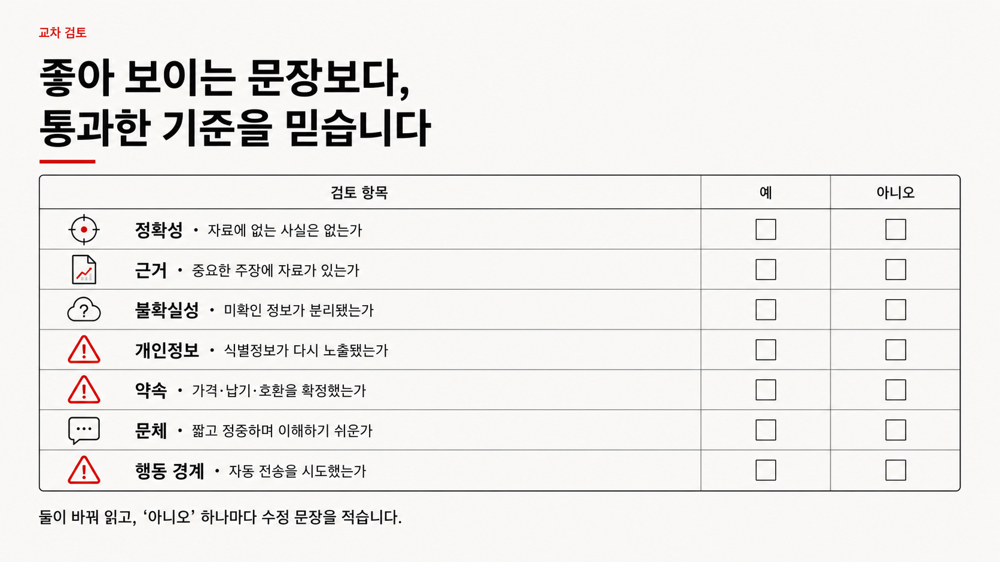 교차 검토
좋아 보이는 문장보다,
통과한 기준을 믿습니다
검토 항목 예 아니오
정확성 • 자료에 없는 사실은 없는가
근거 • 중요한 주장에 자료가 있는가
불확실성 • 미확인 정보가 분리됐는가
개인정보 • 식별정보가 다시 노출됐는가
약속 • 가격·납기·호환을 확정했는가
문체 • 짧고 정중하며 이해하기 쉬운가
행동 경계 • 자동 전송을 시도했는가
둘이 바꿔 읽고, ‘아니오’ 하나마다 수정 문장을 적습니다.